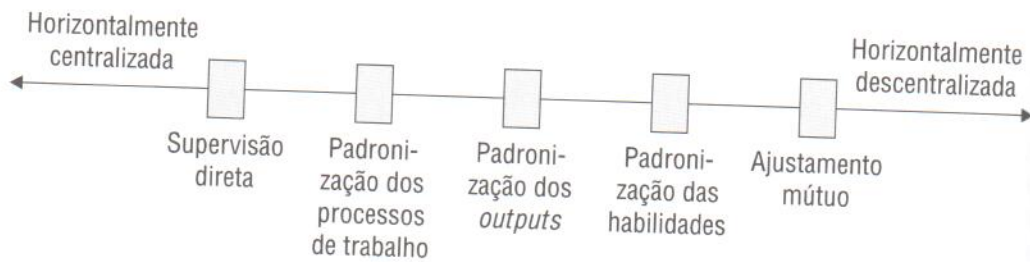 Horizontalmente
centralizada
Horizontalmente
descentralizada
Supervisão
direta
Padroni-
zação dos
processos
de trabalho
Padroni-
zação dos
outputs
Padroni-
zação das
habilidades
Ajustamento
mútuo